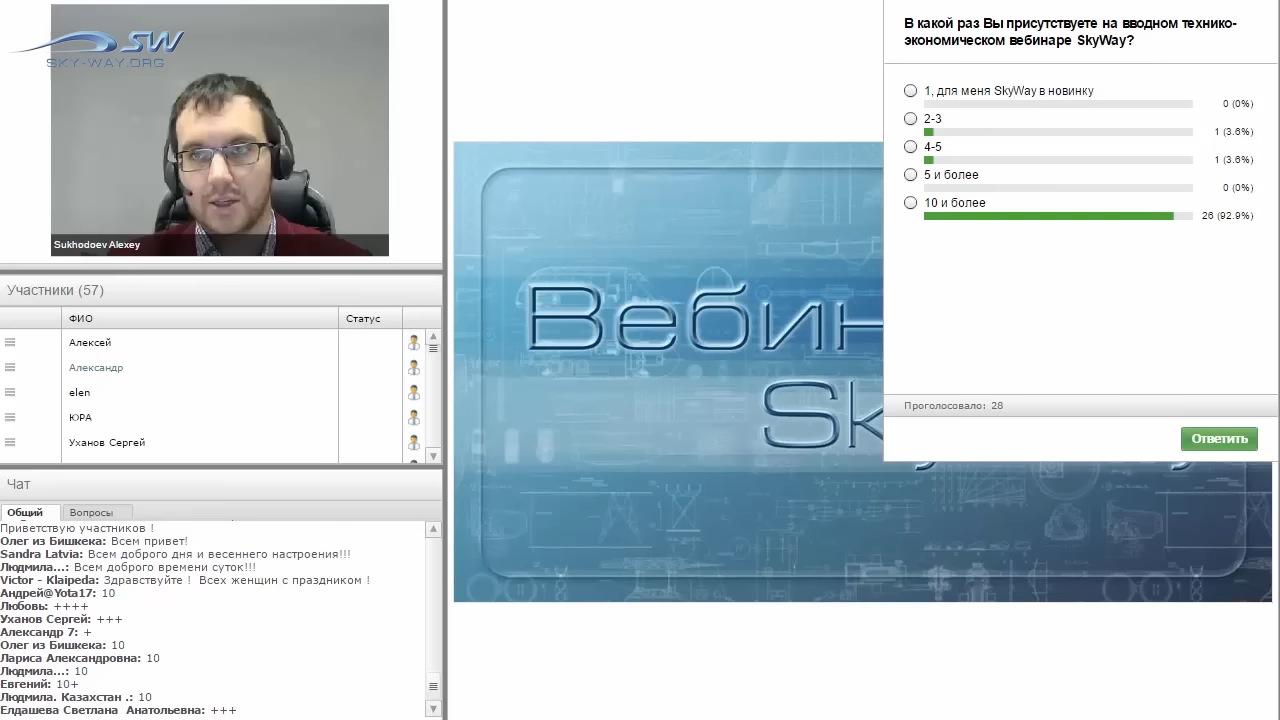 SW
SKY-WAY.ORG
Sukhodoev Alexey
Участники (57)
ФИО
Статус
Алексей
Александр
elen
ЮРА
Уханов Сергей
Чат
Общий
Вопросы
Приветствую участников !
Олег из Бишкека: Всем привет!
Sandra Latvia: Всем доброго дня и весеннего настроения!!!
Людмила...: Всем доброго времени суток!!!
Victor - Klaipeda: Здравствуйте ! Всех женщин с праздником !
Андрей@Yota17: 10
Любовь: ++++
Уханов Сергей: +++
Александр 7: +
Олег из Бишкека: 10
Лариса Александровна: 10
Людмила...: 10
Евгений: 10+
Людмила. Казахстан .: 10
Елдашева Светлана Анатольевна: +++
Вебин
Sk
В какой раз Вы присутствуете на вводном технико-
экономическом вебинаре SkyWay?
1, для меня SkyWay в новинку
0 (0%)
2-3
1 (3.6%)
4-5
1 (3.6%)
5 и более
0 (0%)
10 и более
26 (92.9%)
Проголосовало: 28
Ответить